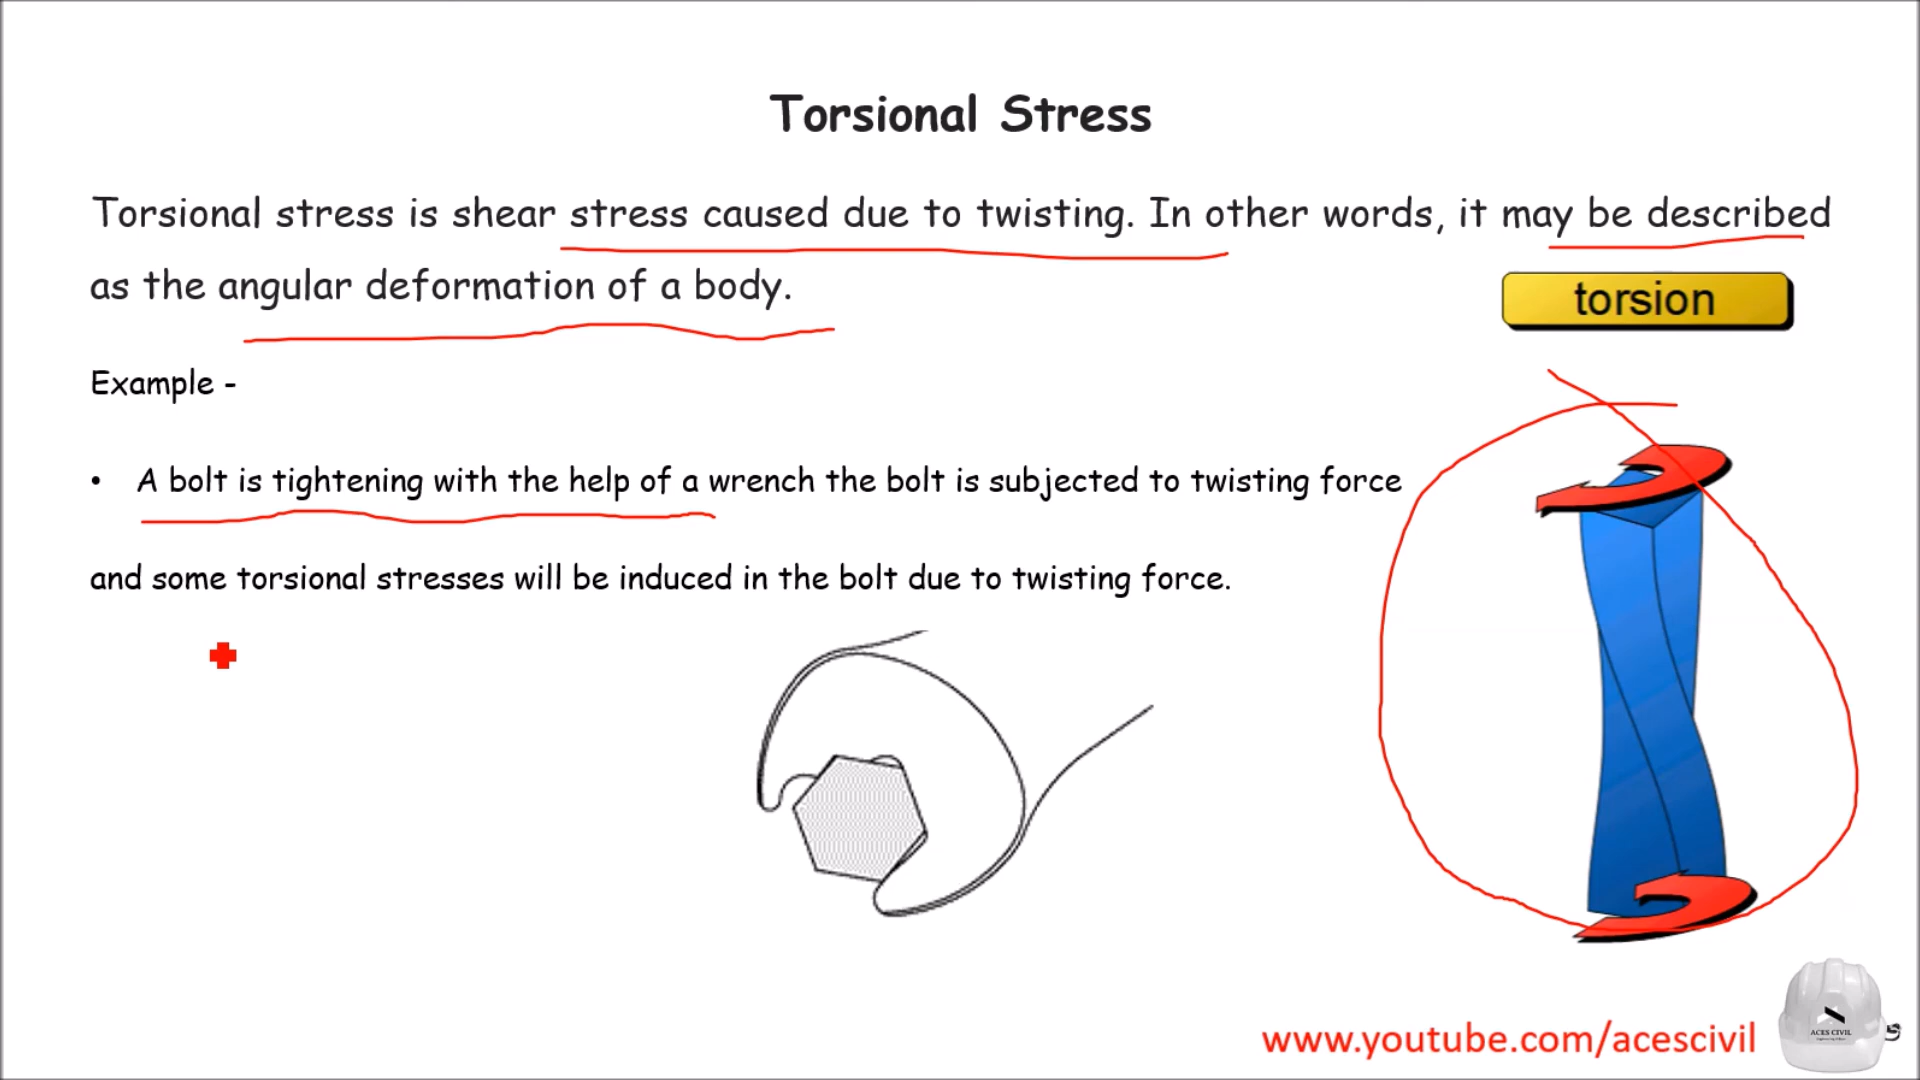 Torsional Stress
Torsional stress is shear stress caused due to twisting. In other words, it may be described
as the angular deformation of a body.
torsion
Example -
• A bolt is tightening with the help of a wrench the bolt is subjected to twisting force
and some torsional stresses will be induced in the bolt due to twisting force.
www.youtube.com/acescivil
ACES CIVIL